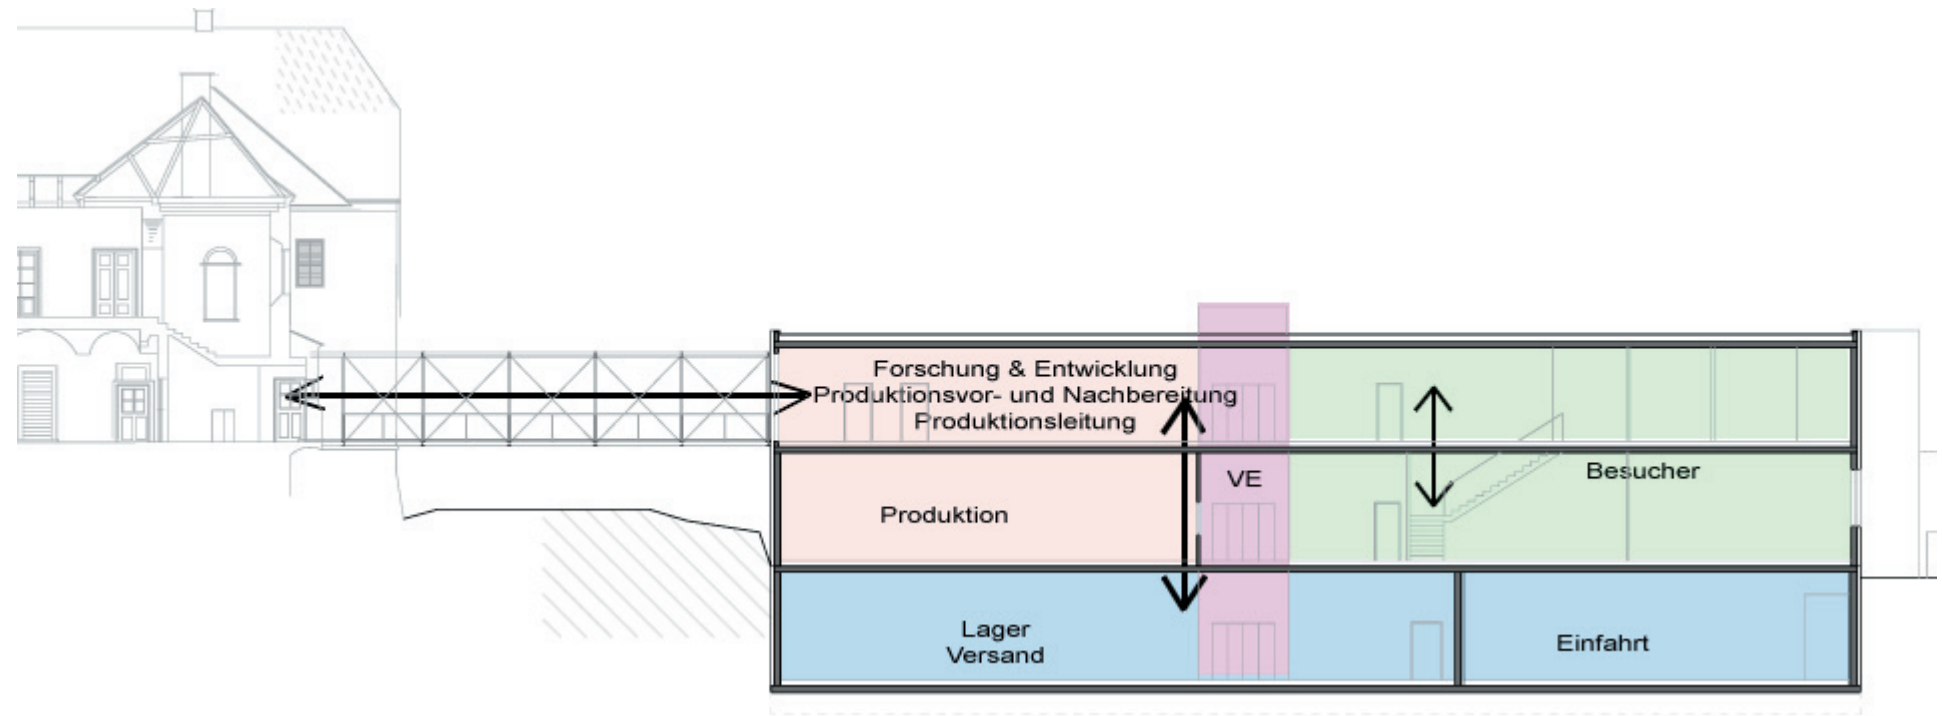 Forschung & Entwicklung
Produktionsvor- und Nachbereitung
Produktionsleitung
VE
Besucher
Produktion
Lager
Versand
Einfahrt